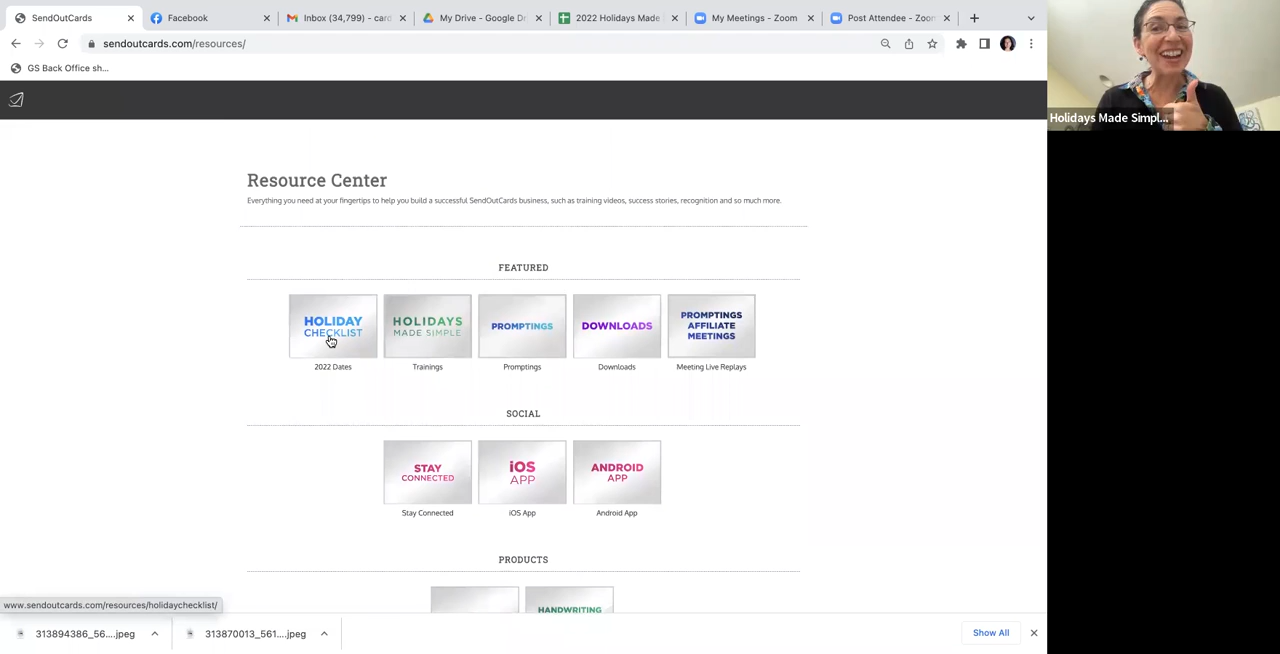 SendOutCards
Facebook
Inbox (34,799) - car
My Drive - Google Dr
2022 Holidays Made
My Meetings - Zoom
Post Attendee - Zoom
sendoutcards.com/resources/
GS Back Office sh...
Holidays Made Simpl...
Resource Center
Everything you need at your fingertips to help you build a successful SendOutCards business, such as training videos, success stories, recognition and so much more.
FEATURED
HOLIDAY
CHECKLIST
HOLIDAYS
MADE SIMPLE
PROMPTINGS
DOWNLOADS
PROMPTINGS
AFFILIATE
MEETINGS
2022 Dates
Trainings
Promptings
Downloads
Meeting Live Replays
SOCIAL
STAY
CONNECTED
iOS
APP
ANDROID
APP
Stay Connected
iOS App
Android App
PRODUCTS
HANDWRITING
www.sendoutcards.com/resources/holidaychecklist/
313894386_56....jpeg
313870013_561....jpeg
Show All